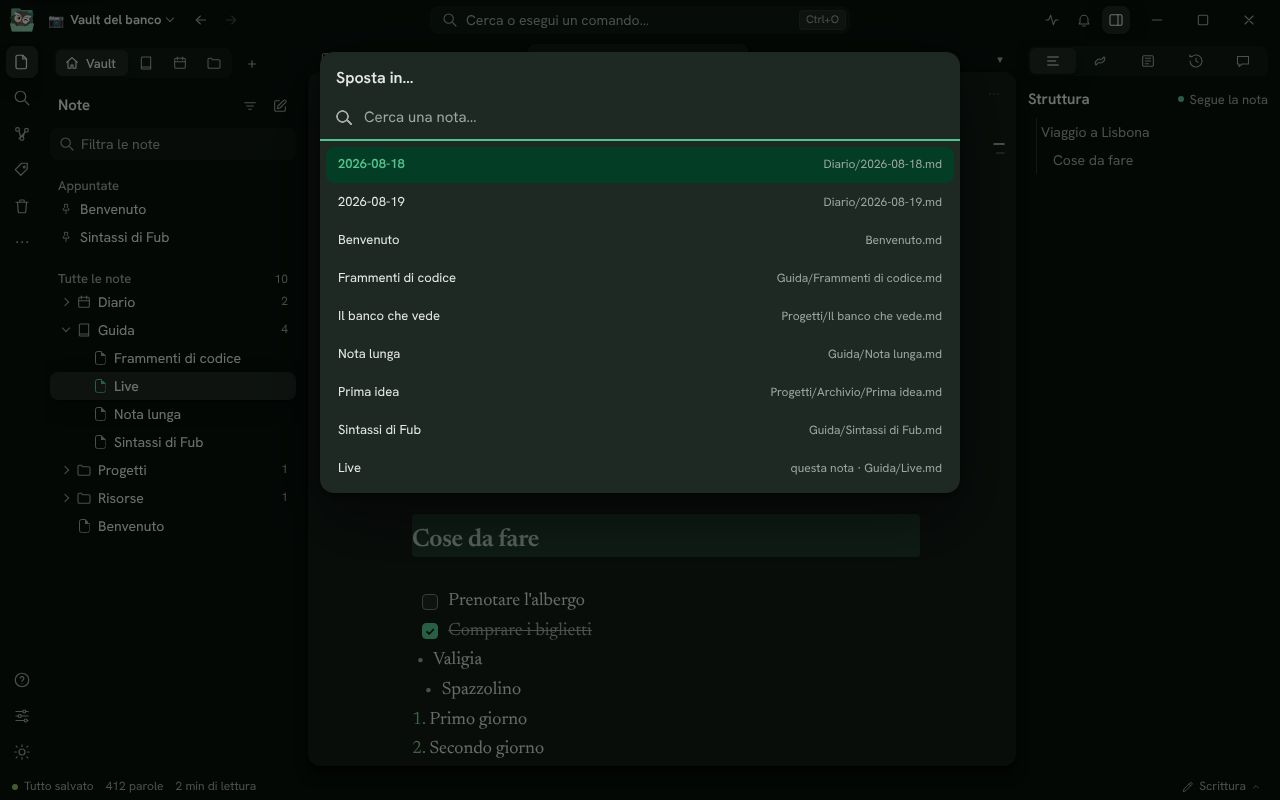 Vault del banco
Cerca o esegui un comando...
Ctrl+O
Vault
Note
Filtra le note
Appuntate
Benvenuto
Sintassi di Fub
Tutte le note 10
Diario 2
Guida 4
Frammenti di codice
Live
Nota lunga
Sintassi di Fub
Progetti 1
Risorse 1
Benvenuto
Sposta in...
Cerca una nota...
2026-08-18 Diario/2026-08-18.md
2026-08-19 Diario/2026-08-19.md
Benvenuto Benvenuto.md
Frammenti di codice Guida/Frammenti di codice.md
Il banco che vede Progetti/Il banco che vede.md
Nota lunga Guida/Nota lunga.md
Prima idea Progetti/Archivio/Prima idea.md
Sintassi di Fub Guida/Sintassi di Fub.md
Live questa nota · Guida/Live.md
Cose da fare
Prenotare l'albergo
Comprare i biglietti
• Valigia
• Spazzolino
1. Primo giorno
2. Secondo giorno
Struttura
Segue la nota
Viaggio a Lisbona
Cose da fare
Tutto salvato 412 parole 2 min di lettura
Scrittura